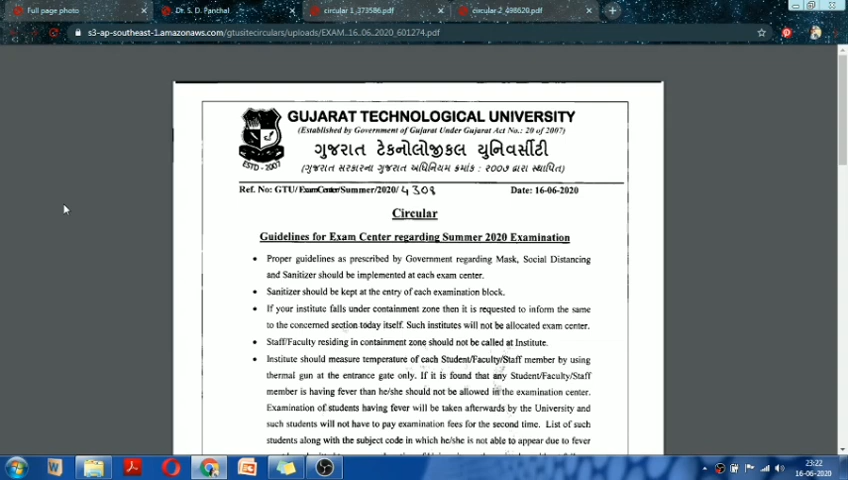 Full page photo
Dr. S. D. Panchal
circular 1_373586.pdf
circular 2_498620.pdf
s3-ap-southeast-1.amazonaws.com/gtusitecirculars/uploads/EXAM_16_06_2020_601274.pdf
GUJARAT TECHNOLOGICAL UNIVERSITY
(Established by Government of Gujarat Under Gujarat Act No.: 20 of 2007)
ગુજરાત ટેકનોલોજીકલ યુનિવર્સીટી
(ગુજરાત સરકારના ગુજરાત અધિનિયમ ક્રમાંક : ૨૦/૨૦૦૭ દ્વારા સ્થાપિત)
ESTD - 2007
Ref. No: GTU/ExamCenter/Summer/2020/4308 Date: 16-06-2020
Circular
Guidelines for Exam Center regarding Summer 2020 Examination
• Proper guidelines as prescribed by Government regarding Mask, Social Distancing
and Sanitizer should be implemented at each exam center.
• Sanitizer should be kept at the entry of each examination block.
• If your institute falls under containment zone then it is requested to inform the same
to the concerned section today itself. Such institutes will not be allocated exam center.
• Staff/Faculty residing in containment zone should not be called at Institute.
• Institute should measure temperature of each Student/Faculty/Staff member by using
thermal gun at the entrance gate only. If it is found that any Student/Faculty/Staff
member is having fever than he/she should not be allowed in the examination center.
Examination of students having fever will be taken afterwards by the University and
such students will not have to pay examination fees for the second time. List of such
students along with the subject code in which he/she is not able to appear due to fever
23:22
16-06-2020